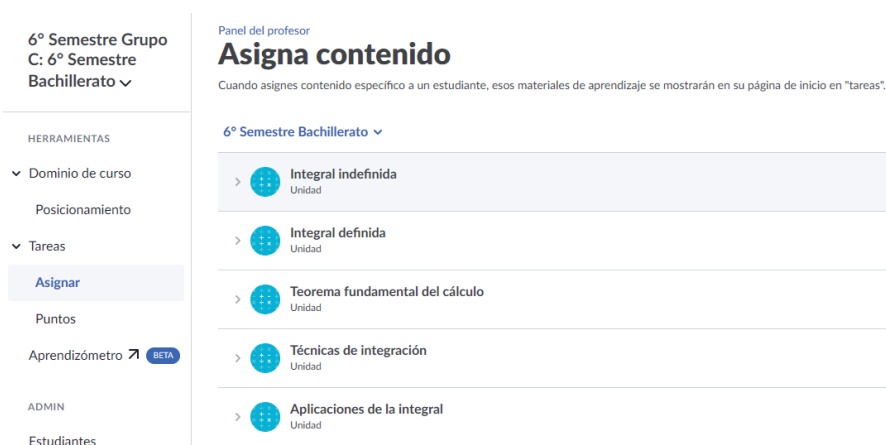 6° Semestre Grupo
C: 6° Semestre
Bachillerato
HERRAMIENTAS
Dominio de curso
Posicionamiento
Tareas
Asignar
Puntos
Aprendizómetro BETA
ADMIN
Estudiantes
Panel del profesor
Asigna contenido
Cuando asignes contenido específico a un estudiante, esos materiales de aprendizaje se mostrarán en su página de inicio en "tareas".
6° Semestre Bachillerato
Integral indefinida
Unidad
Integral definida
Unidad
Teorema fundamental del cálculo
Unidad
Técnicas de integración
Unidad
Aplicaciones de la integral
Unidad